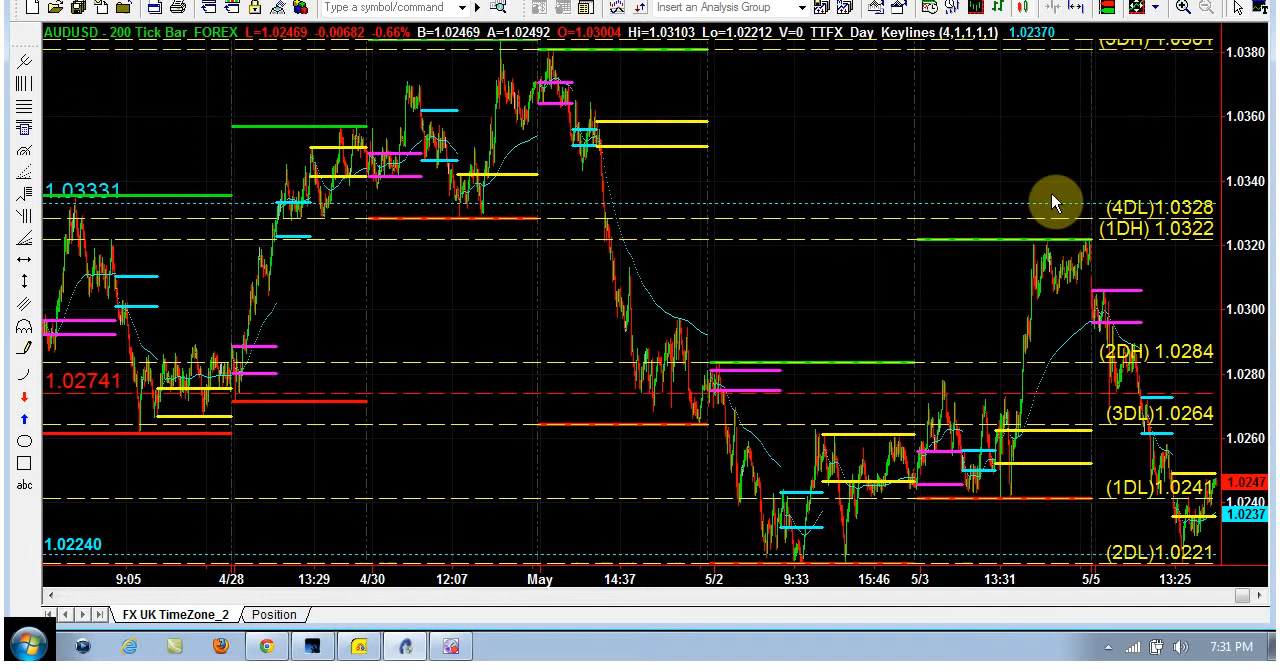 Type a symbol/command
Insert an Analysis Group
AUDUSD - 200 Tick Bar FOREX L=1.02469 -0.00682 -0.66% B=1.02469 A=1.02492 O=1.03004 Hi=1.03103 Lo=1.02212 V=0 TTFX_Day_Keylines (4,1,1,1,1) 1.02370
1.0380
1.0360
1.0340
1.03331
(4DL)1.0328
(1DH) 1.0322
1.0320
1.0300
(2DH) 1.0284
1.02741
1.0280
(3DL)1.0264
1.0260
1.0247
(1DL)1.0241
1.0240
1.0237
1.02240
(2DL)1.0221
9:05 4/28 13:29 4/30 12:07 May 14:37 5/2 9:33 15:46 5/3 13:31 5/5 13:25
abc
FX UK TimeZone_2 Position
7:31 PM